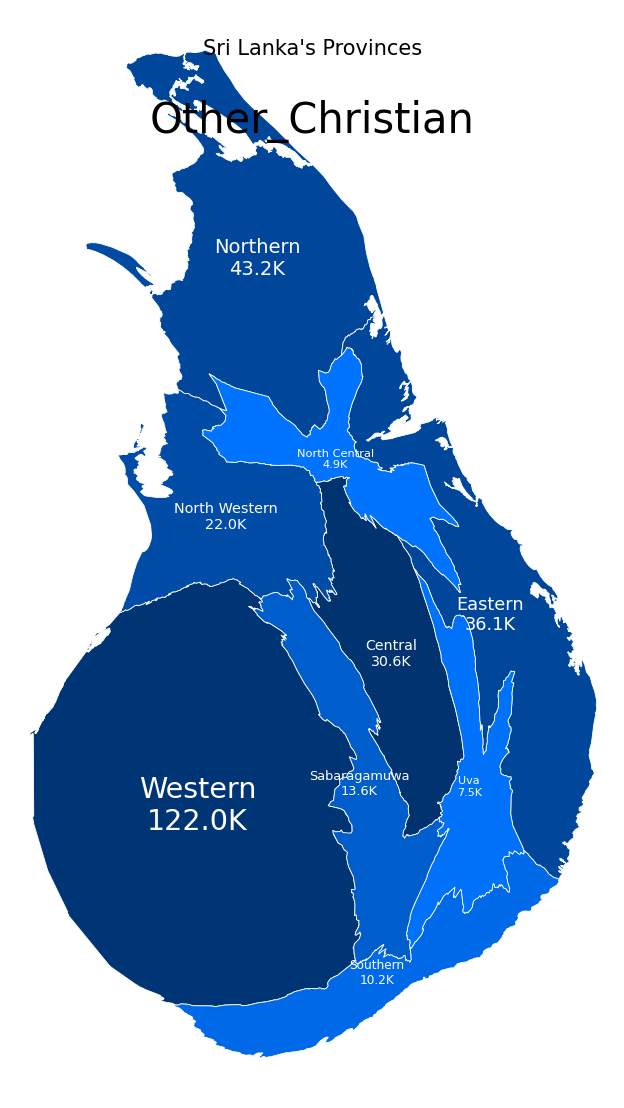 Sri Lanka's Provinces
Other_Christian
Northern
43.2K
North Central
4.9K
North Western
22.0K
Eastern
36.1K
Central
30.6K
Western
122.0K
Sabaragamuwa
13.6K
Uva
7.5K
Southern
10.2K